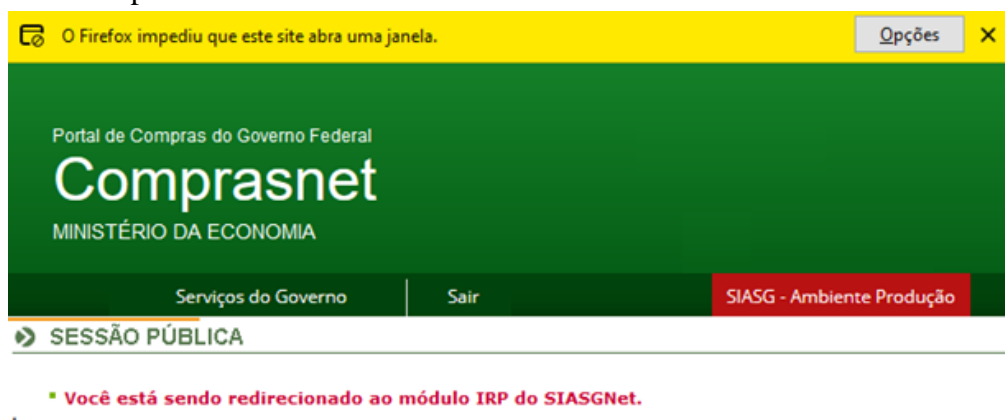 O Firefox impediu que este site abra uma janela. Opções
Portal de Compras do Governo Federal
Comprasnet
MINISTÉRIO DA ECONOMIA
Serviços do Governo Sair SIASG - Ambiente Produção
SESSÃO PÚBLICA
Você está sendo redirecionado ao módulo IRP do SIASGNet.